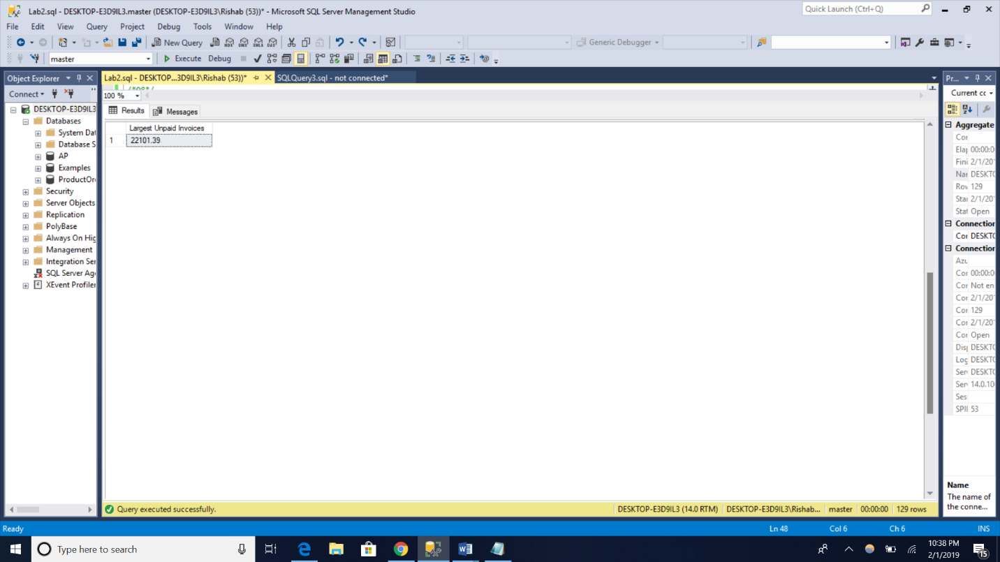 Lab2.sql - DESKTOP-E3D9IL3.master (DESKTOP-E3D9IL3\Rishab (53))* - Microsoft SQL Server Management Studio
Quick Launch (Ctrl+Q)
File Edit View Query Project Debug Tools Window Help
New Query
Generic Debugger
master
Execute Debug
Object Explorer
Lab2.sql - DESKTOP...3D9IL3\Rishab (53))*
SQLQuery3.sql - not connected*
Pr...
Connect
100 %
Current cc
Results
Messages
DESKTOP-E3D9IL3
Databases
System Dat
Database S
AP
Examples
ProductOr
Security
Server Objects
Replication
PolyBase
Always On Hig
Management
Integration Ser
SQL Server Age
XEvent Profiler
Largest Unpaid Invoices
1 22101.39
Aggregate
Cor
Elap 00:00:0
Fini 2/1/20
Nar DESKTO
Rov 129
Star 2/1/20
Stat Open
Connection
Cor DESKTO
Connection
Azu
Cor 00:00:0
Cor Not en
Cor 2/1/20
Cor 129
Cor 2/1/20
Cor Open
Disp DESKTO
Log DESKTO
Serv DESKTO
Serv 14.0.10
Ses
SPII 53
Name
The name of
the conne...
Query executed successfully.
DESKTOP-E3D9IL3 (14.0 RTM)
DESKTOP-E3D9IL3\Rishab...
master
00:00:00
129 rows
Ready
Ln 48
Col 6
Ch 6
INS
Type here to search
10:38 PM
2/1/2019
15